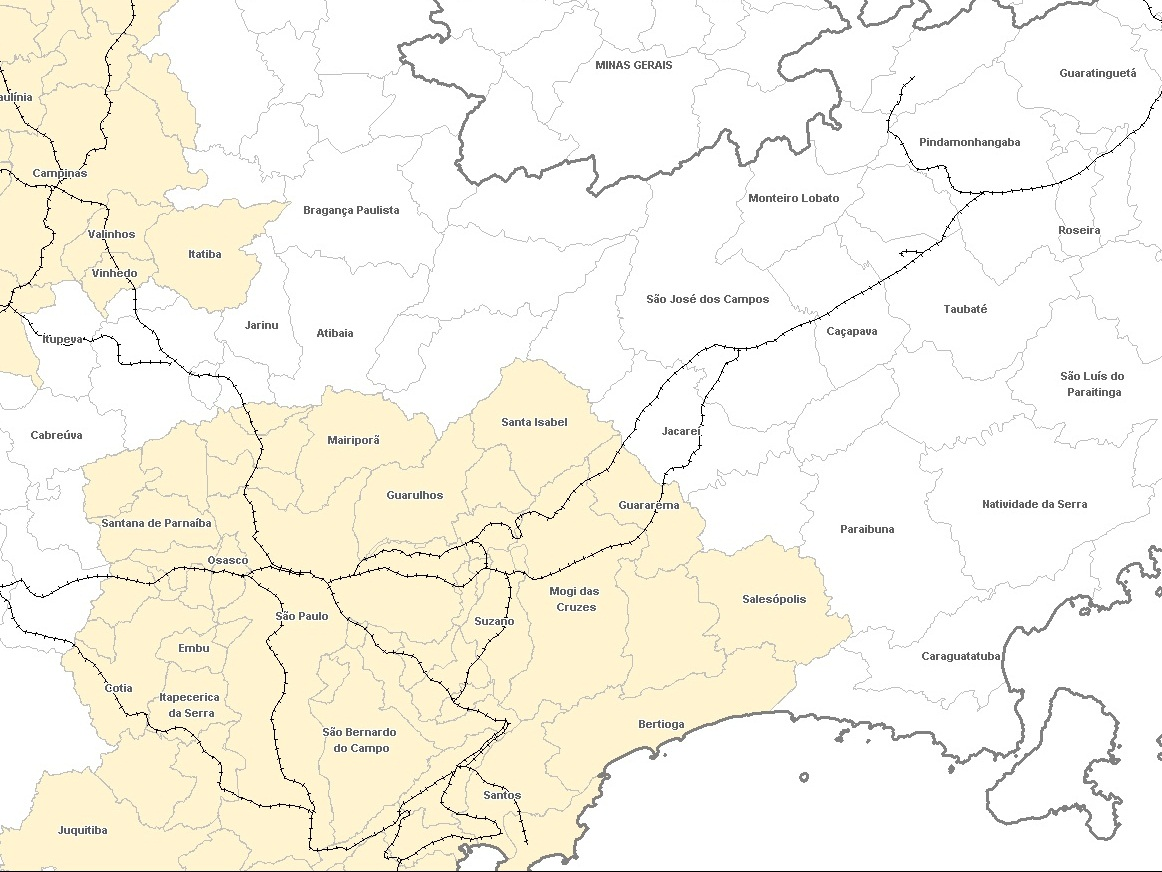 MINAS GERAIS
Guaratinguetá
aulínia
Pindamonhangaba
Campinas
Monteiro Lobato
Bragança Paulista
Roseira
Valinhos
Itatiba
Vinhedo
São José dos Campos
Taubaté
Jarinu
Atibaia
Caçapava
Itupeva
São Luís do
Paraitinga
Santa Isabel
Jacareí
Cabreúva
Mairiporã
Guarulhos
Guararema
Natividade da Serra
Santana de Parnaíba
Paraibuna
Osasco
Mogi das
Cruzes
Salesópolis
São Paulo
Suzano
Embu
Caraguatatuba
Cotia
Itapecerica
da Serra
Bertioga
São Bernardo
do Campo
Santos
Juquitiba